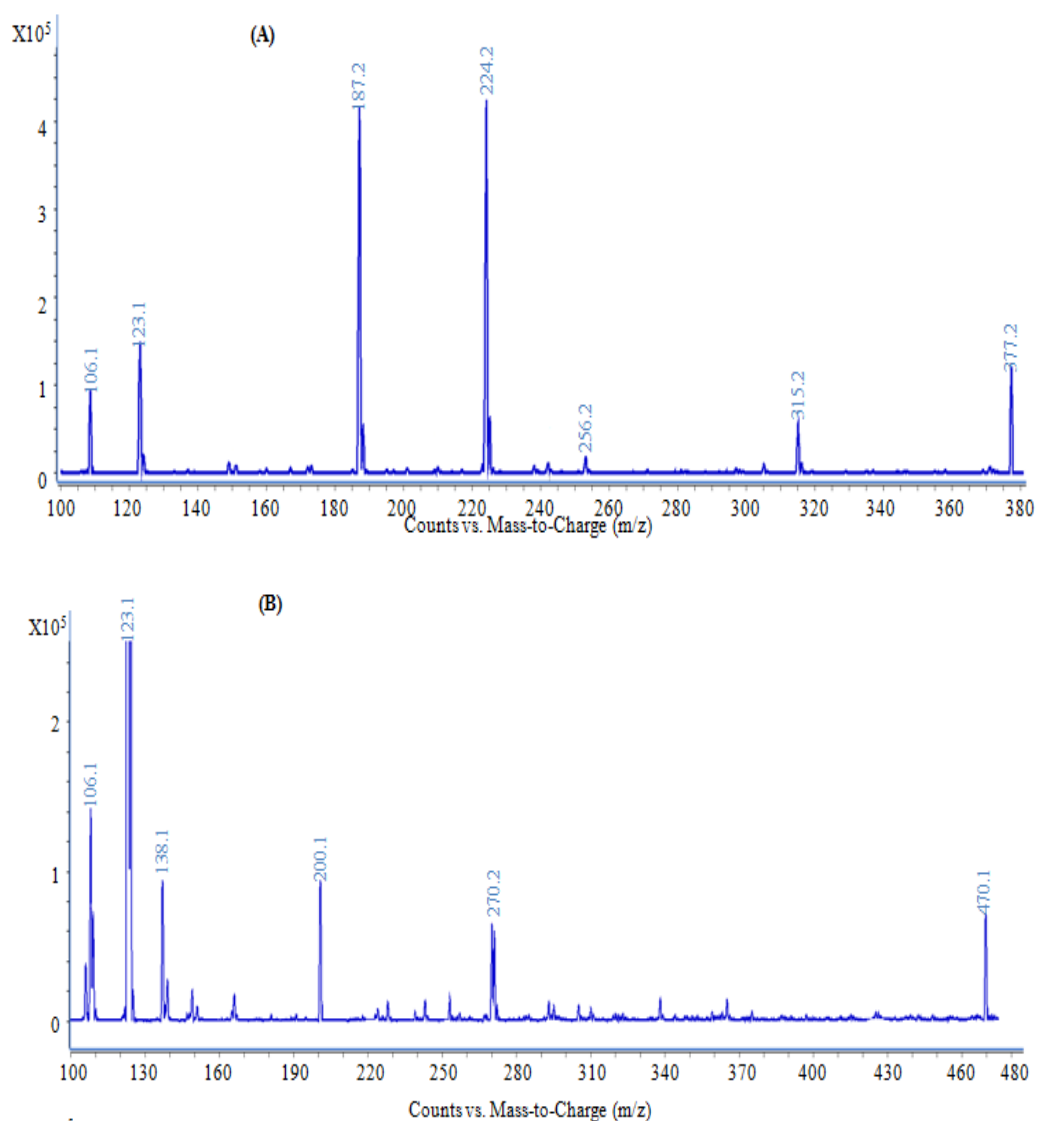 X10⁵
(A)
187.2
224.2
4
3
2
123.1
377.2
106.1
1
315.2
256.2
0
100 120 140 160 180 200 220 240 260 280 300 320 340 360 380
Counts vs. Mass-to-Charge (m/z)
(B)
X10⁵
123.1
2
106.1
138.1
200.1
1
270.2
470.1
0
100 130 160 190 220 250 270 290 310 340 370 400 430 460 480
Counts vs. Mass-to-Charge (m/z)